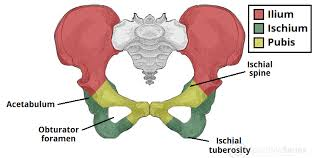 Ilium
Ischium
Pubis
Ischial
spine
Acetabulum
Obturator
foramen
Ischial
tuberosity